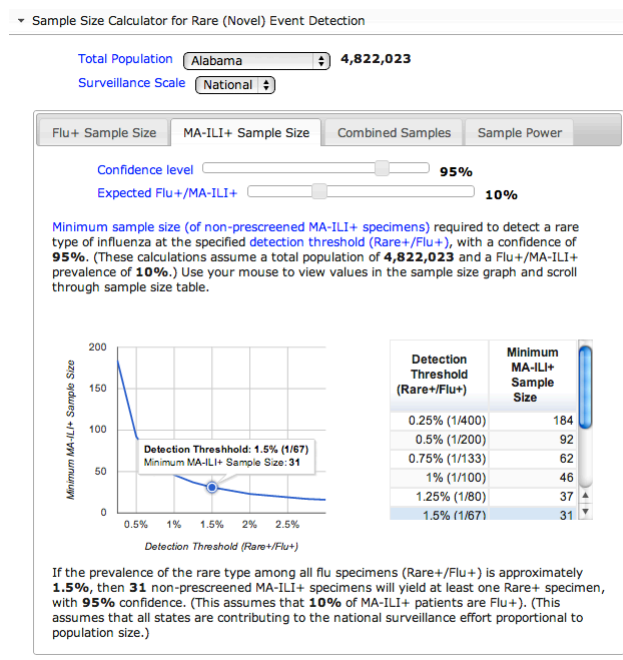 Sample Size Calculator for Rare (Novel) Event Detection
Total Population Alabama 4,822,023
Surveillance Scale National
Flu+ Sample Size MA-ILI+ Sample Size Combined Samples Sample Power
Confidence level 95%
Expected Flu+/MA-ILI+ 10%
Minimum sample size (of non-prescreened MA-ILI+ specimens) required to detect a rare
type of influenza at the specified detection threshold (Rare+/Flu+), with a confidence of
95%. (These calculations assume a total population of 4,822,023 and a Flu+/MA-ILI+
prevalence of 10%.) Use your mouse to view values in the sample size graph and scroll
through sample size table.
Minimum MA-ILI+ Sample Size
200
150
100
50
0
Detection Threshhold: 1.5% (1/67)
Minimum MA-ILI+ Sample Size: 31
0.5% 1% 1.5% 2% 2.5%
Detection Threshold (Rare+/Flu+)
Detection
Threshold
(Rare+/Flu+)
Minimum
MA-ILI+
Sample
Size
0.25% (1/400) 184
0.5% (1/200) 92
0.75% (1/133) 62
1% (1/100) 46
1.25% (1/80) 37
1.5% (1/67) 31
If the prevalence of the rare type among all flu specimens (Rare+/Flu+) is approximately
1.5%, then 31 non-prescreened MA-ILI+ specimens will yield at least one Rare+ specimen,
with 95% confidence. (This assumes that 10% of MA-ILI+ patients are Flu+). (This
assumes that all states are contributing to the national surveillance effort proportional to
population size.)